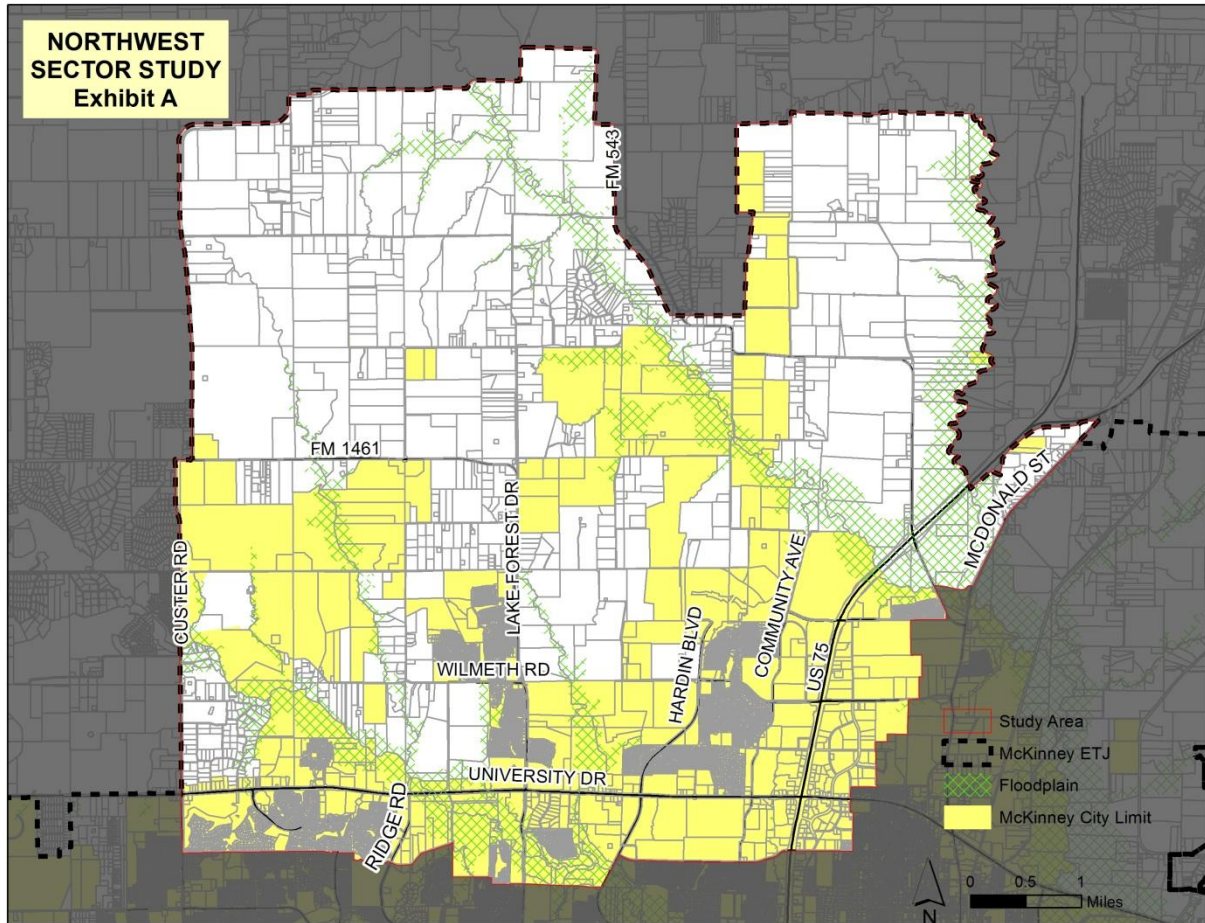 NORTHWEST
SECTOR STUDY
Exhibit A
FM 543
FM 1461
LAKE FOREST DR
MCDONALD ST
CUSTER RD
COMMUNITY AVE
HARDIN BLVD
US 75
WILMETH RD
UNIVERSITY DR
RIDGE RD
Study Area
McKinney ETJ
Floodplain
McKinney City Limit
N
0 0.5 1
Miles